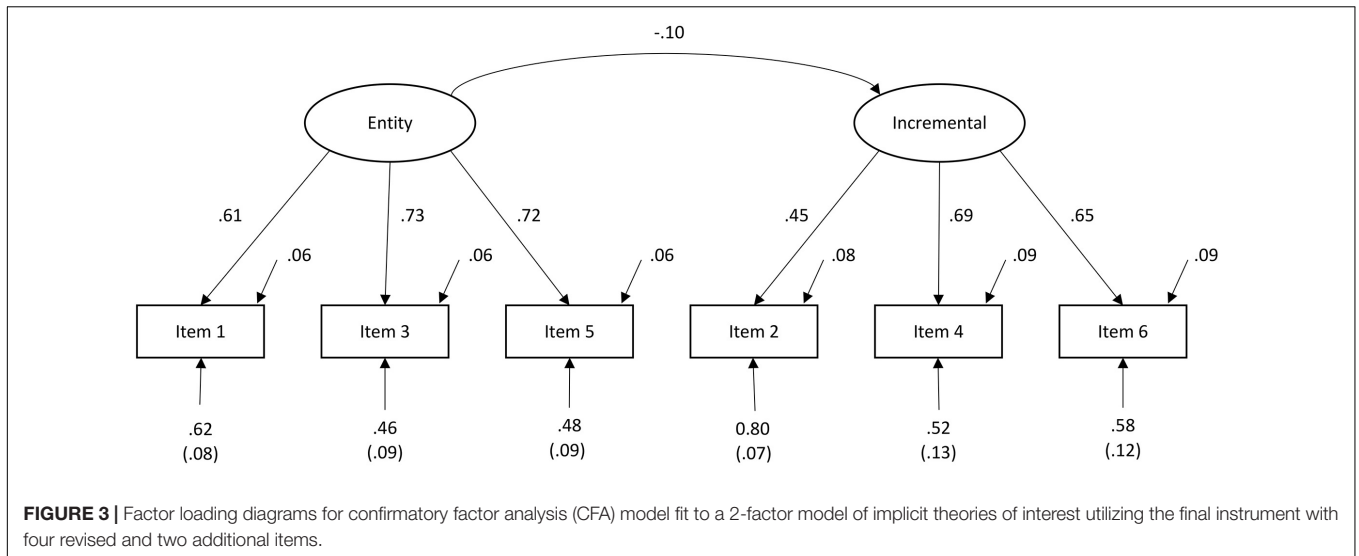 -.10
Entity
Incremental
.61
.73
.72
.45
.69
.65
.06
.06
.06
.08
.09
.09
Item 1
Item 3
Item 5
Item 2
Item 4
Item 6
.62
(.08)
.46
(.09)
.48
(.09)
0.80
(.07)
.52
(.13)
.58
(.12)
FIGURE 3 | Factor loading diagrams for confirmatory factor analysis (CFA) model fit to a 2-factor model of implicit theories of interest utilizing the final instrument with
four revised and two additional items.